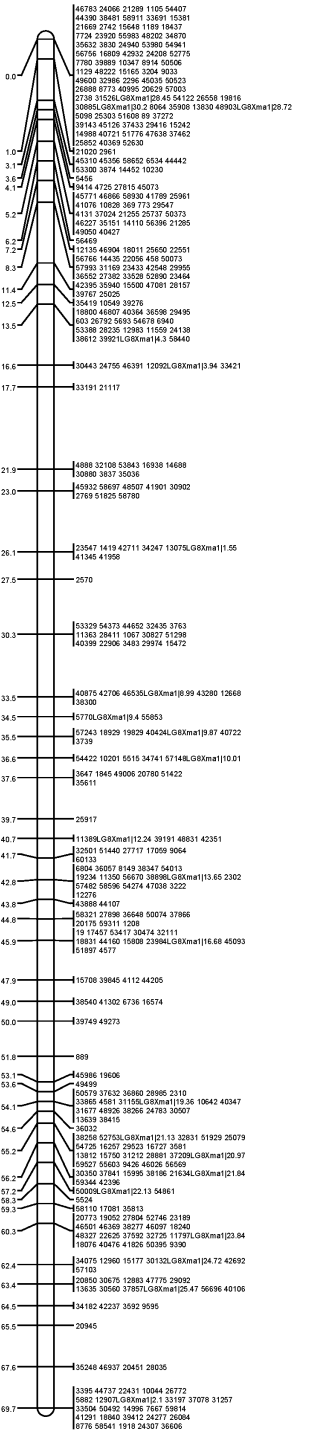 46783 24066 21289 1105 54407
44390 38481 58911 33691 15381
21669 2742 15648 1189 18437
7724 23920 55983 48202 34870
35632 3830 24940 53980 54941
56756 16809 42932 24208 52775
0.0
7780 39889 10347 8914 50506
1129 48222 15165 3204 9033
49600 32986 2296 45035 50523
26888 8773 40995 20629 57003
2738 31526LG8Xma1|28.45 54122 26558 19816
30885LG8Xma1|30.2 8064 35908 13830 48903LG8Xma1|28.72
5098 25303 51608 89 37272
39143 45126 37433 29416 15242
14988 40721 51776 47638 37462
25852 40369 52630
1.0 21020 2961
3.1 45310 45356 58652 6534 44442
53300 3874 14452 10230
3.6 5456
4.1 9414 4725 27815 45073
45771 46866 58930 41789 25961
41076 10828 369 773 29547
5.2 4131 37024 21255 25737 50373
46227 35151 14110 56396 21285
49050 40427
6.2 56469
7.2 12135 46904 18011 25650 22551
56766 14435 22056 458 50073
8.3 57993 31169 23433 42548 29955
36552 27382 33528 52890 23464
11.4 42395 35940 15500 47081 28157
39767 25025
12.5 35419 10549 39276
18800 46807 40364 36598 29495
603 26792 5693 54678 6940
13.5 53388 28235 12983 11559 24138
38612 39921LG8Xma1|4.3 58440
16.6 30443 24755 46391 12092LG8Xma1|3.94 33421
17.7 33191 21117
21.9 4888 32108 53843 16938 14688
30880 3837 35036
23.0 45932 58697 48507 41901 30902
2769 51825 58780
26.1 23547 1419 42711 34247 13075LG8Xma1|1.55
41345 41958
27.5 2570
53329 54373 44652 32435 3763
30.3 11363 28411 1067 30827 51298
40399 22906 3483 29974 15472
33.5 40875 42706 46535LG8Xma1|8.99 43280 12668
38300
34.5 5770LG8Xma1|9.4 55853
35.5 57243 18929 19829 40424LG8Xma1|9.87 40722
3739
36.6 54422 10201 5515 34741 57148LG8Xma1|10.01
37.6 3647 1845 49006 20780 51422
35611
39.7 25917
40.7 11389LG8Xma1|12.24 39191 48831 42351
41.7 32501 51440 27717 17059 9064
60133
6804 36057 8149 38347 54013
42.8 19234 11350 56670 38898LG8Xma1|13.65 2302
57482 58596 54274 47038 3222
12276
43.8 43888 44107
44.8 58321 27898 36648 50074 37866
20175 59311 1208
45.9 19 17457 53417 30474 32111
18831 44160 15808 23984LG8Xma1|16.68 45093
51897 4577
47.9 15708 39845 4112 44205
49.0 38540 41302 6736 16574
50.0 39749 49273
51.8 889
53.1 45986 19606
53.6 49499
50579 37632 36860 28985 2310
54.1 33865 4581 31155LG8Xma1|19.36 10642 40347
31677 48926 38266 24783 30507
13639 38415
54.6 36032
38258 52753LG8Xma1|21.13 32831 51929 25079
55.2 54725 16257 29523 16727 3581
13812 15750 31212 28881 37209LG8Xma1|20.97
59527 55603 9426 46026 56569
56.2 30350 37841 15995 38186 21634LG8Xma1|21.84
59344 42396
57.2 50009LG8Xma1|22.13 54861
58.3 5524
59.3 58110 17081 35813
20773 19052 27804 52746 23189
60.3 46501 46369 38277 46097 18240
48327 22625 37592 32725 11797LG8Xma1|23.84
18076 40476 41826 50395 9390
62.4 34075 12960 15177 30132LG8Xma1|24.72 42692
57103
63.4 20850 30675 12883 47775 29092
13635 30560 37857LG8Xma1|25.47 56696 40106
64.5 34182 42237 3592 9595
65.5 20945
67.6 35248 46937 20451 28035
3395 44737 22431 10044 26772
5882 12907LG8Xma1|2.1 33197 37078 31257
69.7 33504 50492 14996 7667 59814
41291 18840 39412 24277 26084
8776 58541 1918 24307 36606